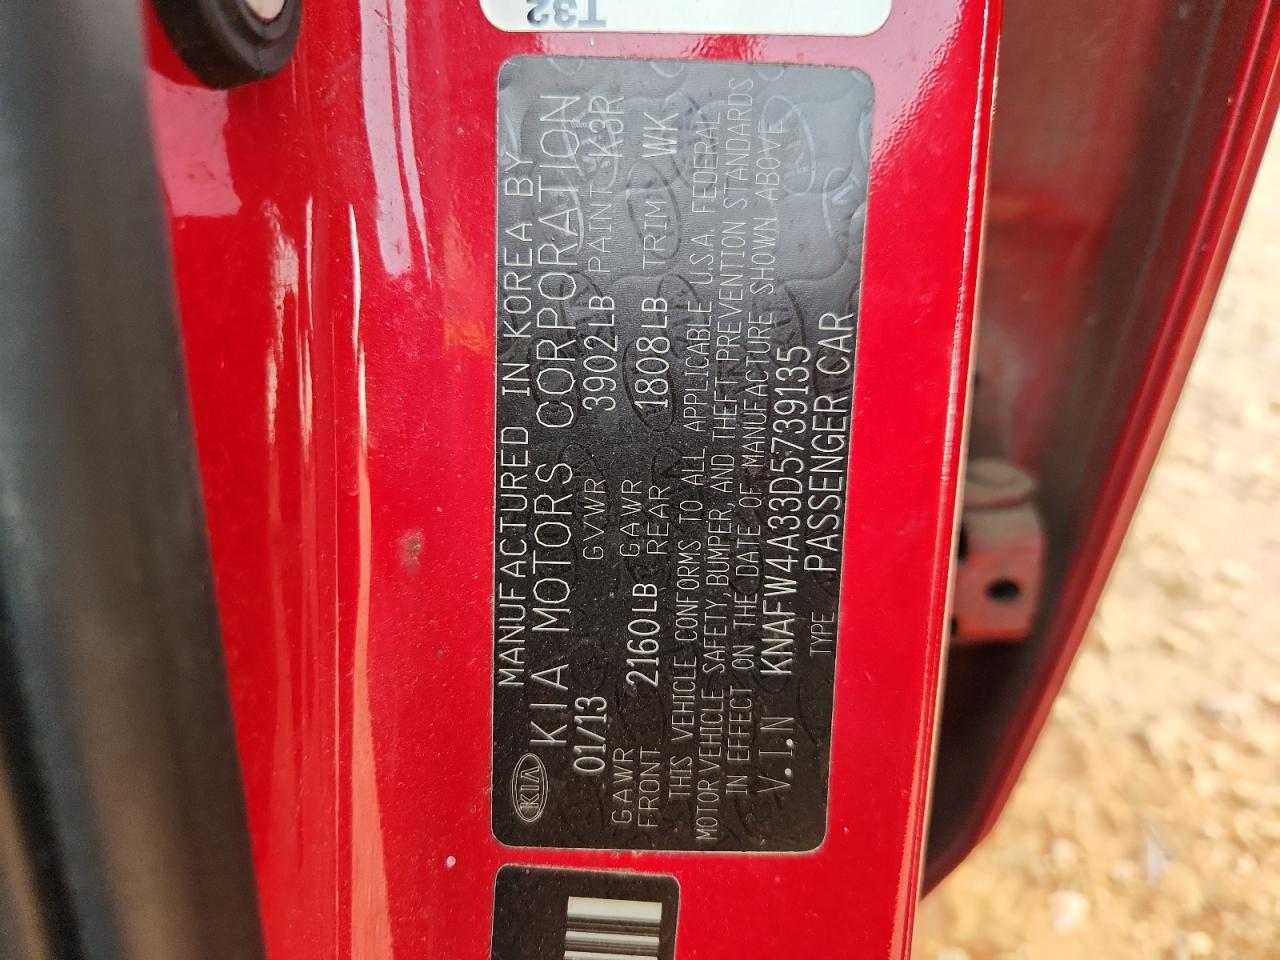 T32
MANUFACTURED IN KOREA BY
KIA KIA MOTORS CORPORATION
01/13 GVWR 3902LB PAINT K3R
G.AWR FRONT 2160LB GAWR REAR 1808LB TRIM WK
THIS VEHICLE CONFORMS TO ALL APPLICABLE U.S.A. FEDERAL
MOTOR VEHICLE SAFETY, BUMPER, AND THEFT PREVENTION STANDARDS
IN EFFECT ON THE DATE OF MANUFACTURE SHOWN ABOVE
V.I.N KNAFW4A33D5739135
TYPE PASSENGER CAR